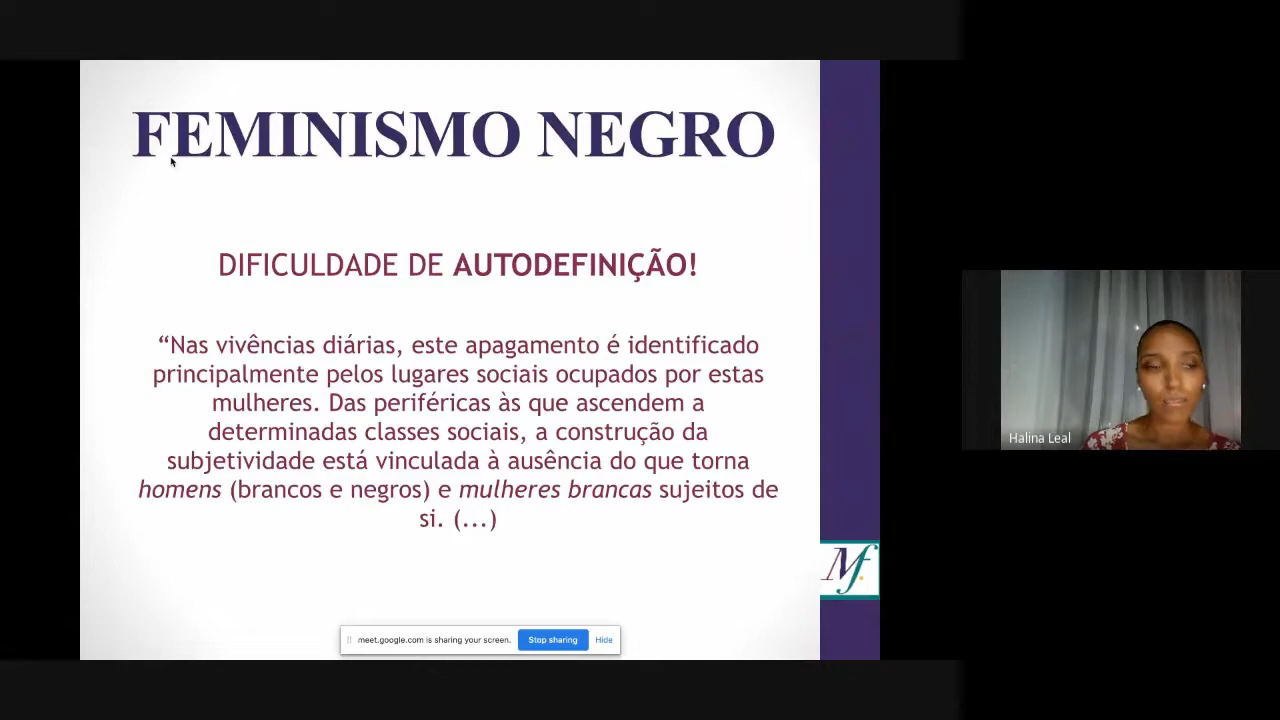 FEMINISMO NEGRO
DIFICULDADE DE AUTODEFINIÇÃO!
“Nas vivências diárias, este apagamento é identificado
principalmente pelos lugares sociais ocupados por estas
mulheres. Das periféricas às que ascendem a
determinadas classes sociais, a construção da
subjetividade está vinculada à ausência do que torna
homens (brancos e negros) e mulheres brancas sujeitos de
si. (...)
Halina Leal
Mf
meet.google.com is sharing your screen. Stop sharing Hide